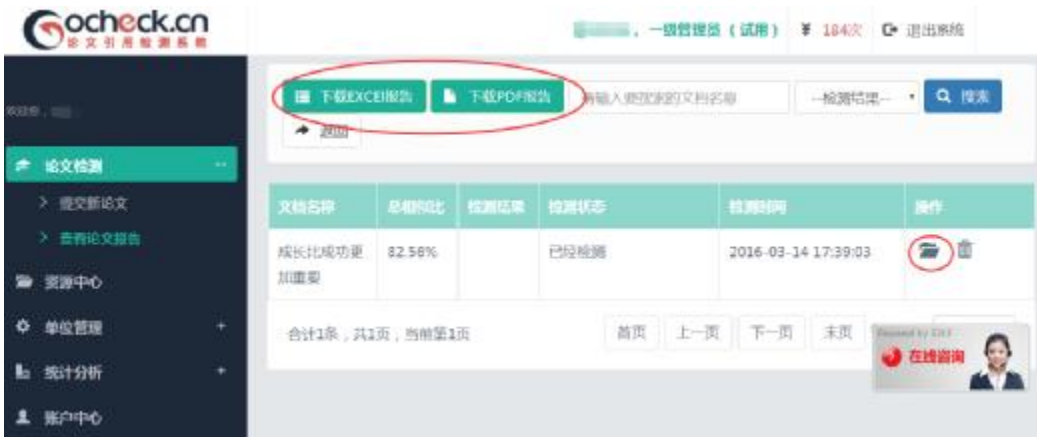 Gocheck.cn
论文引用检测系统
，一级管理员（试用）
¥ 184次
退出系统
下载EXCEl报告
下载PDF报告
请输入要搜索的文档名称
--检测结果--
搜索
返回
论文检测
提交新论文
查看论文报告
资源中心
单位管理
统计分析
账户中心
文档名称 总相似比 检测结果 检测状态 检测时间 操作
成长比成功更 82.58% 已经检测 2016-03-14 17:39:03
加重要
合计1条，共1页，当前第1页
首页 上一页 下一页 末页
在线咨询